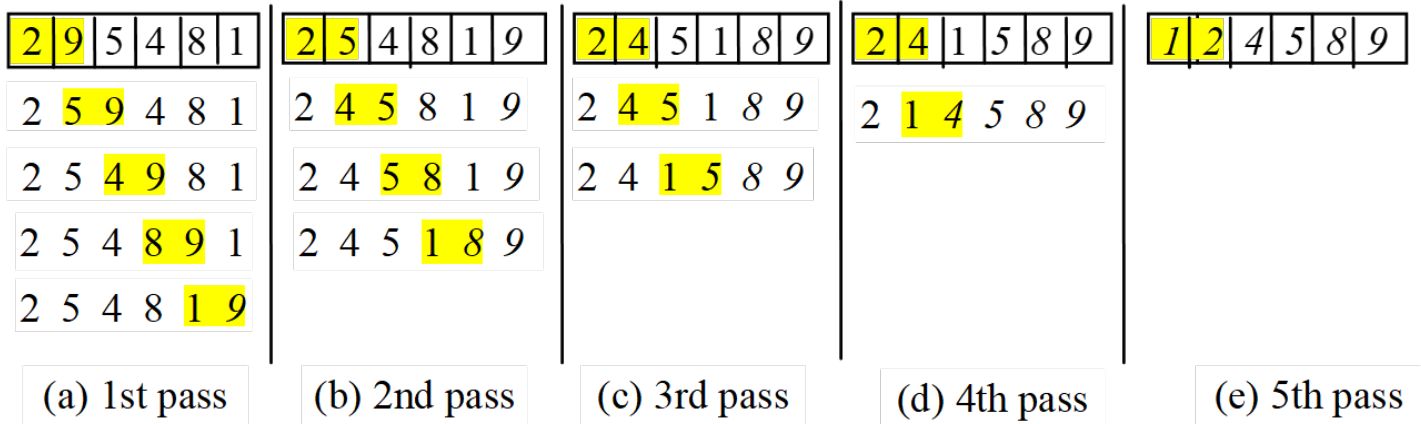 2 9 5 4 8 1
2 5 9 4 8 1
2 5 4 9 8 1
2 5 4 8 9 1
2 5 4 8 1 9
(a) 1st pass
2 5 4 8 1 9
2 4 5 8 1 9
2 4 5 8 1 9
2 4 5 1 8 9
(b) 2nd pass
2 4 5 1 8 9
2 4 5 1 8 9
2 4 1 5 8 9
(c) 3rd pass
2 4 1 5 8 9
2 1 4 5 8 9
(d) 4th pass
1 2 4 5 8 9
(e) 5th pass